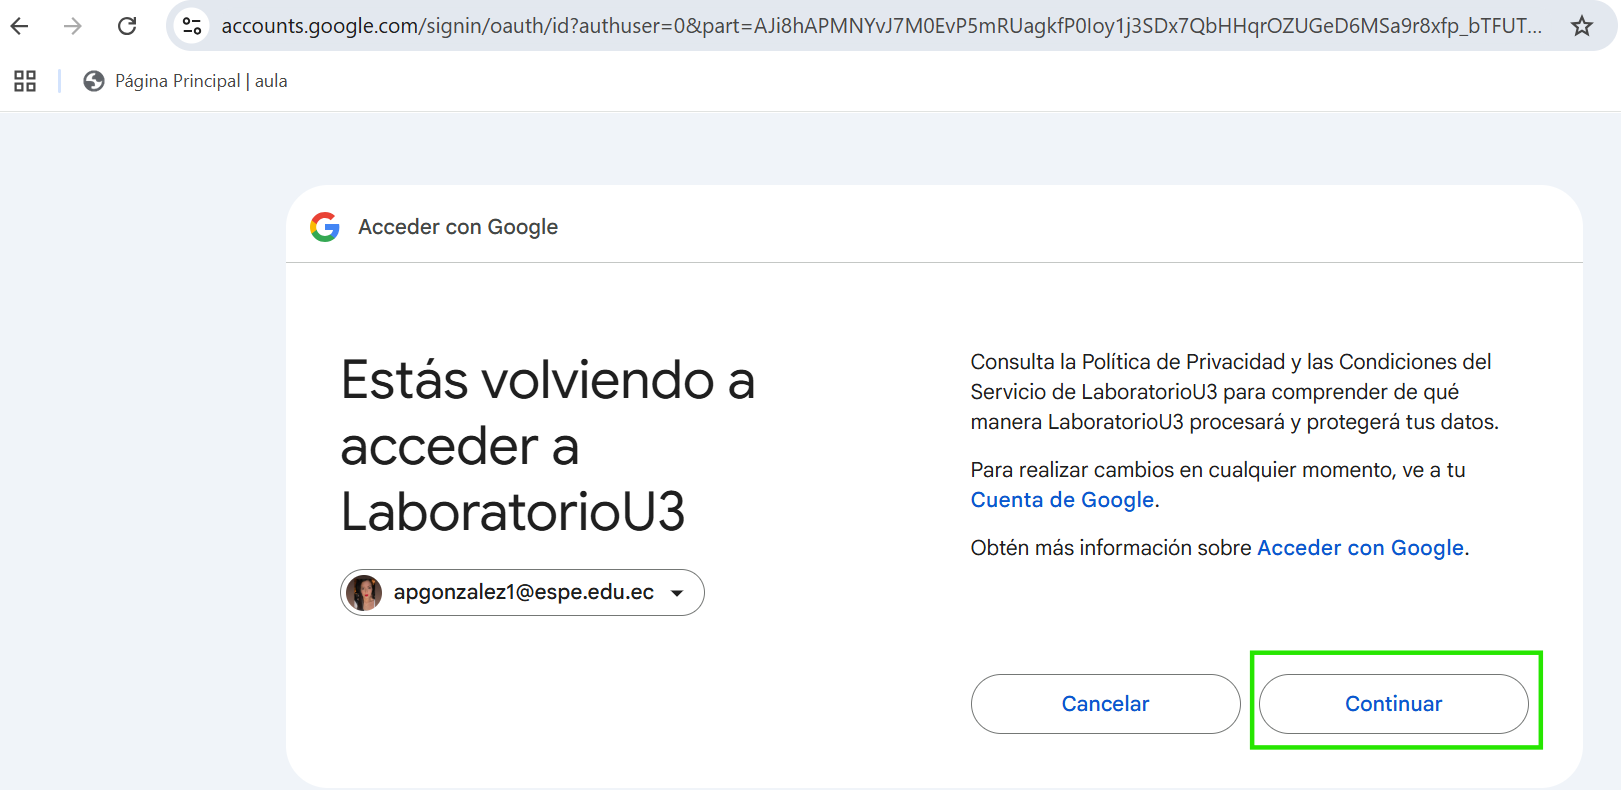 accounts.google.com/signin/oauth/id?authuser=0&part=AJi8hAPMNYvJ7M0EvP5mRUagkfP0Ioy1j3SDx7QbHHqrOZUGeD6MSa9r8xfp_bTFUT...
Página Principal | aula
Acceder con Google
Estás volviendo a
acceder a
LaboratorioU3
apgonzalez1@espe.edu.ec
Consulta la Política de Privacidad y las Condiciones del
Servicio de LaboratorioU3 para comprender de qué
manera LaboratorioU3 procesará y protegerá tus datos.
Para realizar cambios en cualquier momento, ve a tu
Cuenta de Google.
Obtén más información sobre Acceder con Google.
Cancelar
Continuar